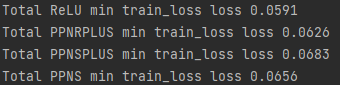 Total ReLU min train_loss loss 0.0591
Total PPNRPLUS min train_loss loss 0.0626
Total PPNSPLUS min train_loss loss 0.0683
Total PPNS min train_loss loss 0.0656